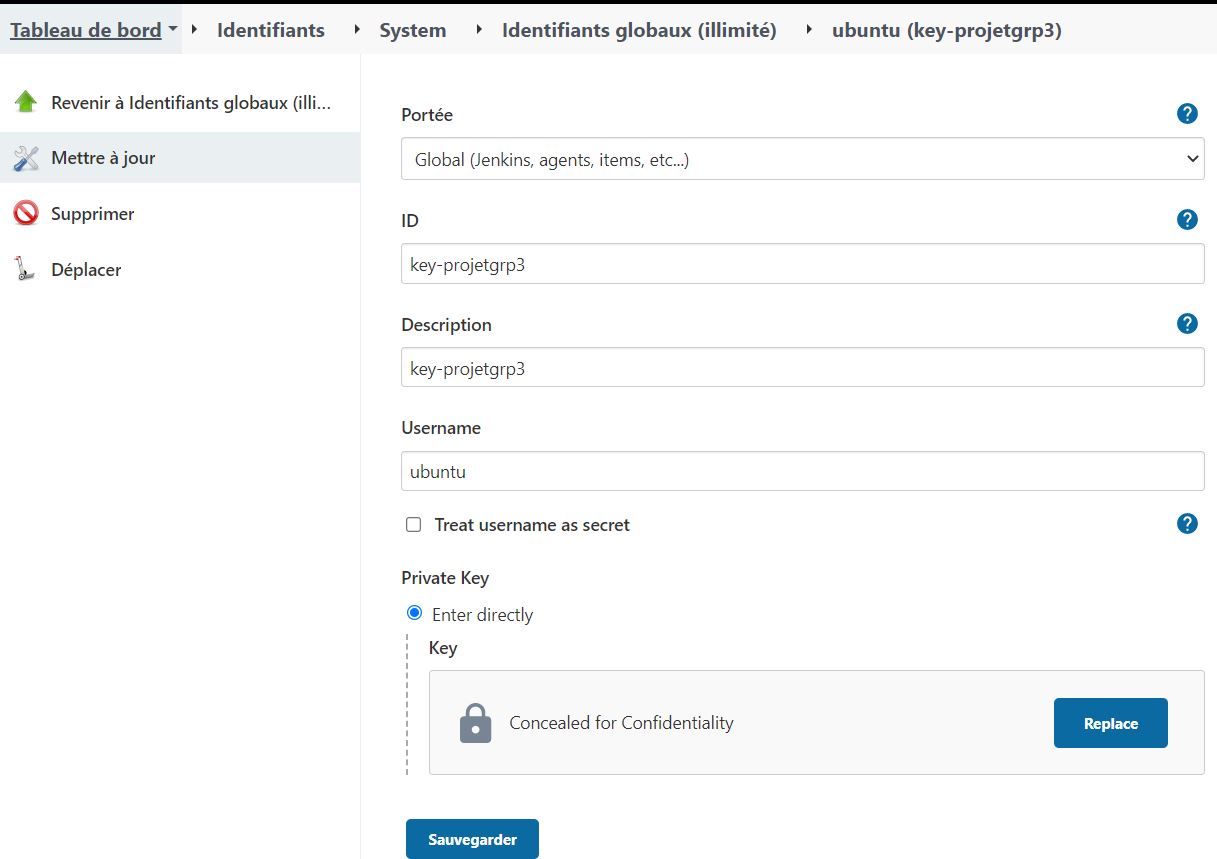 Tableau de bord Identifiants System Identifiants globaux (illimité) ubuntu (key-projetgrp3)
Revenir à Identifiants globaux (illi...
Mettre à jour
Supprimer
Déplacer
Portée ?
Global (Jenkins, agents, items, etc...)
ID ?
key-projetgrp3
Description ?
key-projetgrp3
Username
ubuntu
Treat username as secret ?
Private Key
Enter directly
Key
Concealed for Confidentiality Replace
Sauvegarder